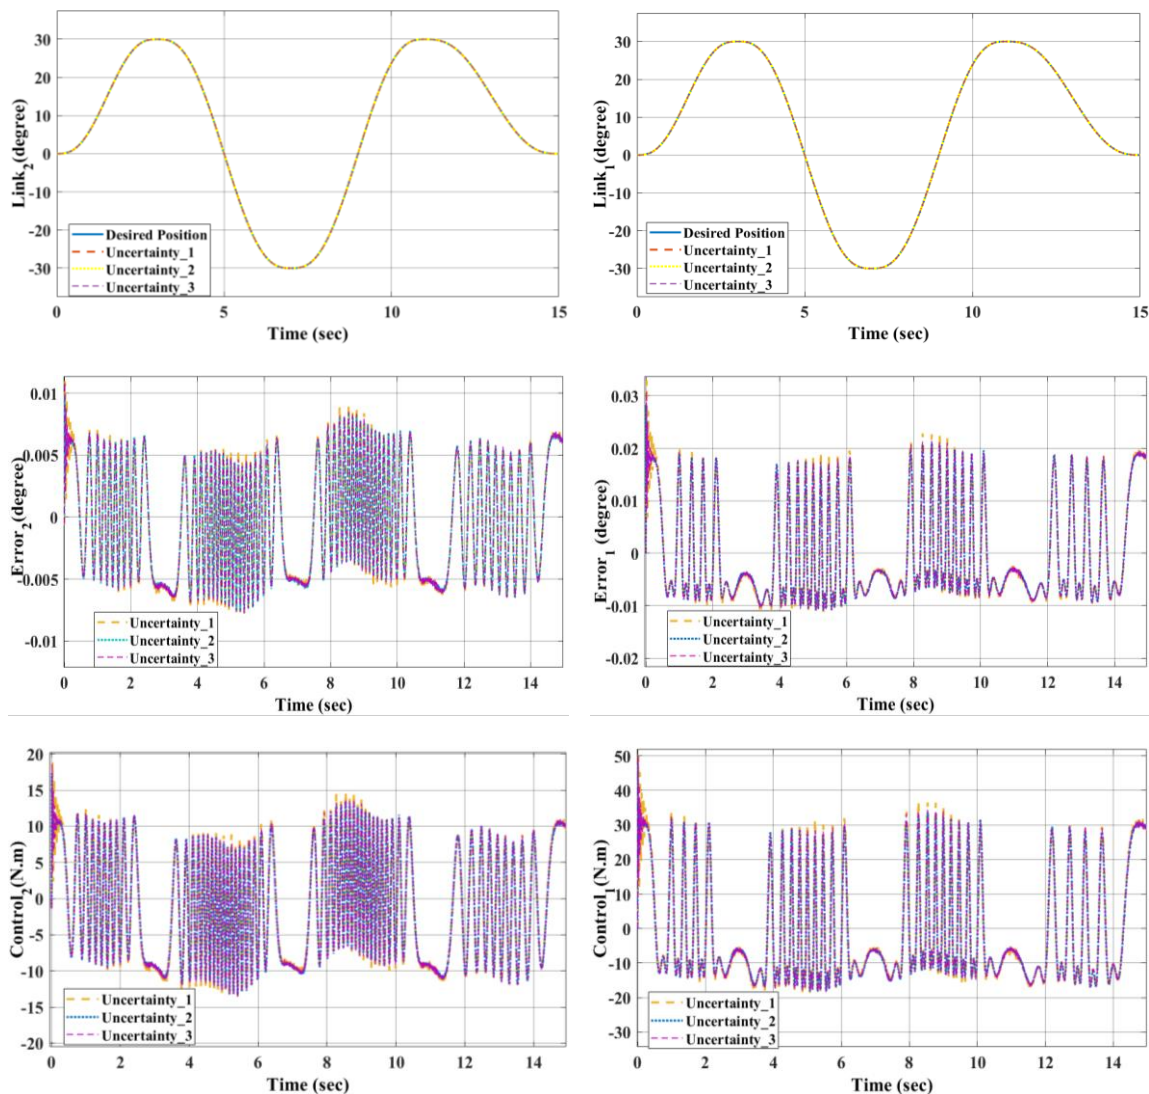 Link2(degree)
30
20
10
0
-10
-20
-30
Desired Position
Uncertainty_1
Uncertainty_2
Uncertainty_3
0 5 10 15
Time (sec)
Link1(degree)
30
20
10
0
-10
-20
-30
Desired Position
Uncertainty_1
Uncertainty_2
Uncertainty_3
0 5 10 15
Time (sec)
Error2(degree)
0.01
0.005
0
-0.005
-0.01
Uncertainty_1
Uncertainty_2
Uncertainty_3
0 2 4 6 8 10 12 14
Time (sec)
Error1 (degree)
0.03
0.02
0.01
0
-0.01
-0.02
Uncertainty_1
Uncertainty_2
Uncertainty_3
0 2 4 6 8 10 12 14
Time (sec)
Control2(N.m)
20
15
10
5
0
-5
-10
-15
-20
Uncertainty_1
Uncertainty_2
Uncertainty_3
0 2 4 6 8 10 12 14
Time (sec)
Control1(N.m)
50
40
30
20
10
0
-10
-20
-30
Uncertainty_1
Uncertainty_2
Uncertainty_3
0 2 4 6 8 10 12 14
Time (sec)